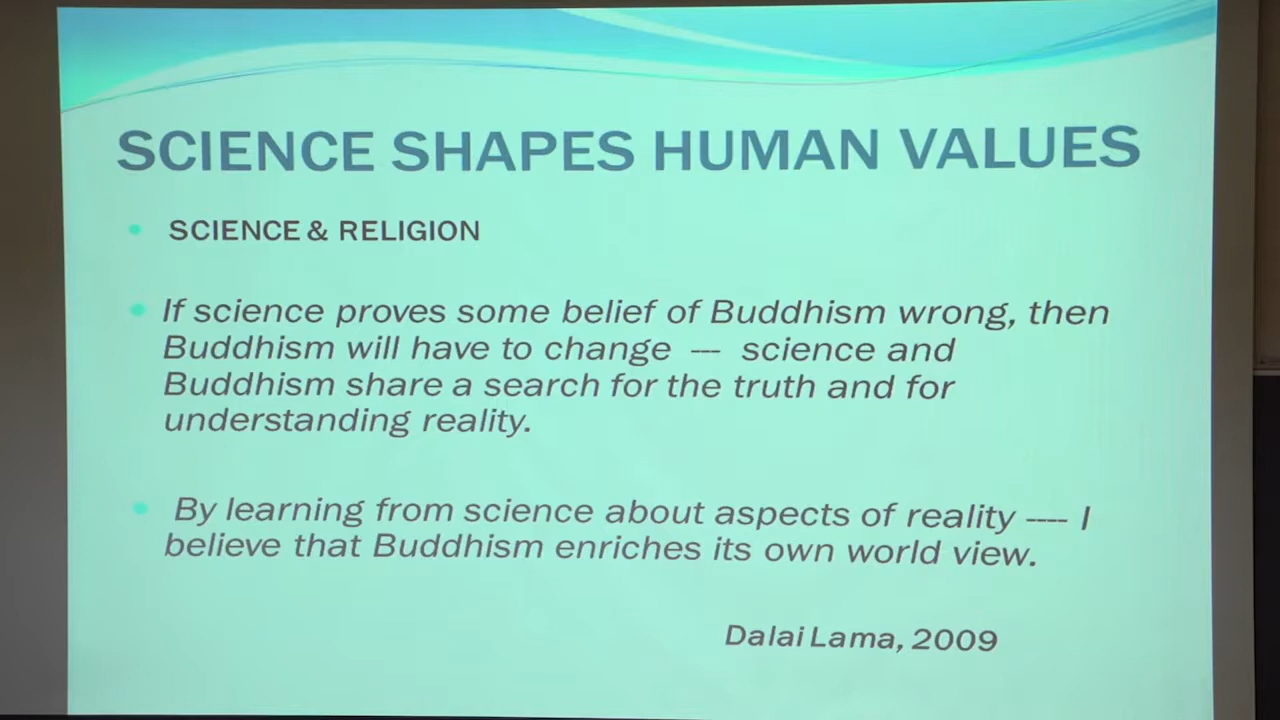 SCIENCE SHAPES HUMAN VALUES
• SCIENCE & RELIGION
• If science proves some belief of Buddhism wrong, then
Buddhism will have to change --- science and
Buddhism share a search for the truth and for
understanding reality.
• By learning from science about aspects of reality ---- I
believe that Buddhism enriches its own world view.
Dalai Lama, 2009